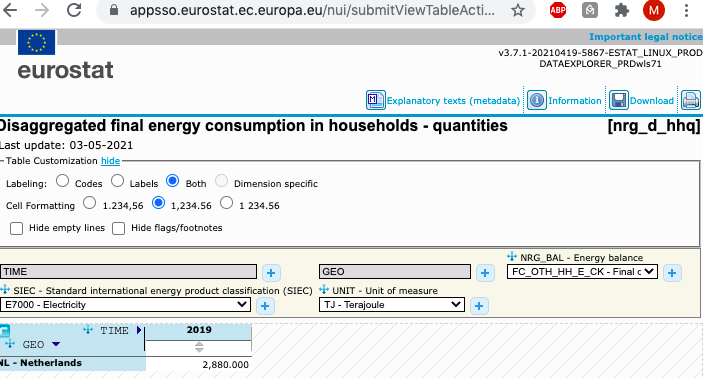 appsso.eurostat.ec.europa.eu/nui/submitViewTableActi...
ABP
M
Important legal notice
eurostat
v3.7.1-20210419-5867-ESTAT_LINUX_PROD
DATAEXPLORER_PRDwls71
Explanatory texts (metadata)
Information
Download
Disaggregated final energy consumption in households - quantities
[nrg_d_hhq]
Last update: 03-05-2021
Table Customization hide
Labeling: Codes Labels Both Dimension specific
Cell Formatting 1.234,56 1,234.56 1 234.56
Hide empty lines Hide flags/footnotes
NRG_BAL - Energy balance
TIME
GEO
FC_OTH_HH_E_CK - Final c
SIEC - Standard international energy product classification (SIEC)
UNIT - Unit of measure
E7000 - Electricity
TJ - Terajoule
TIME
2019
GEO
NL - Netherlands
2,880.000